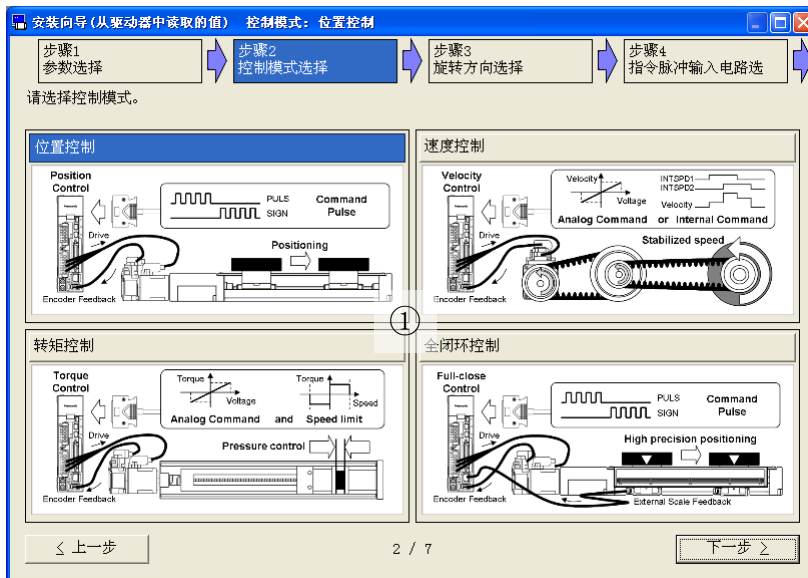 安装向导(从驱动器中读取的值) 控制模式: 位置控制
步骤1
参数选择
步骤2
控制模式选择
步骤3
旋转方向选择
步骤4
指令脉冲输入电路选
请选择控制模式。
位置控制
Position
Control
PULS
SIGN
Command
Pulse
Drive
Positioning
Encoder Feedback
速度控制
Velocity
Control
Velocity
Voltage
INTSPD1
INTSPD2
Velocity
Analog Command or Internal Command
Drive
Stabilized speed
Encoder Feedback
①
转矩控制
Torque
Control
Torque
Voltage
Torque
Speed
Analog Command and Speed limit
Drive
Pressure control
Encoder Feedback
全闭环控制
Full-close
Control
PULS
SIGN
Command
Pulse
Drive
High precision positioning
Encoder Feedback
External Scale Feedback
< 上一步
2 / 7
下一步 >